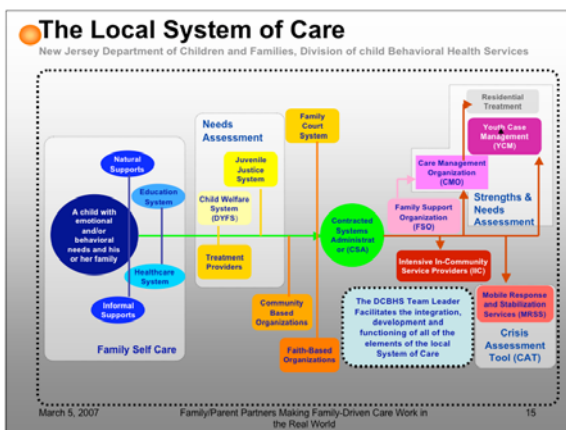 The Local System of Care
New Jersey Department of Children and Families, Division of child Behavioral Health Services
Natural
Supports
Education
System
A child with
emotional
and/or
behavioral
needs and his
or her family
Healthcare
System
Informal
Supports
Family Self Care
Needs
Assessment
Juvenile
Justice
System
Child Welfare
System
(DYFS)
Treatment
Providers
Family
Court
System
Community
Based
Organizations
Faith-Based
Organizations
Contracted
Systems
Administrat
or (CSA)
Residential
Treatment
Youth Case
Management
(YCM)
Care Management
Organization
(CMO)
Family Support
Organization
(FSO)
Strengths &
Needs
Assessment
Intensive In-Community
Service Providers (IIC)
The DCBHS Team Leader
Facilitates the integration,
development and
functioning of all of the
elements of the local
System of Care
Mobile Response
and Stabilization
Services (MRSS)
Crisis
Assessment
Tool (CAT)
March 5, 2007
Family/Parent Partners Making Family-Driven Care Work in
the Real World
15